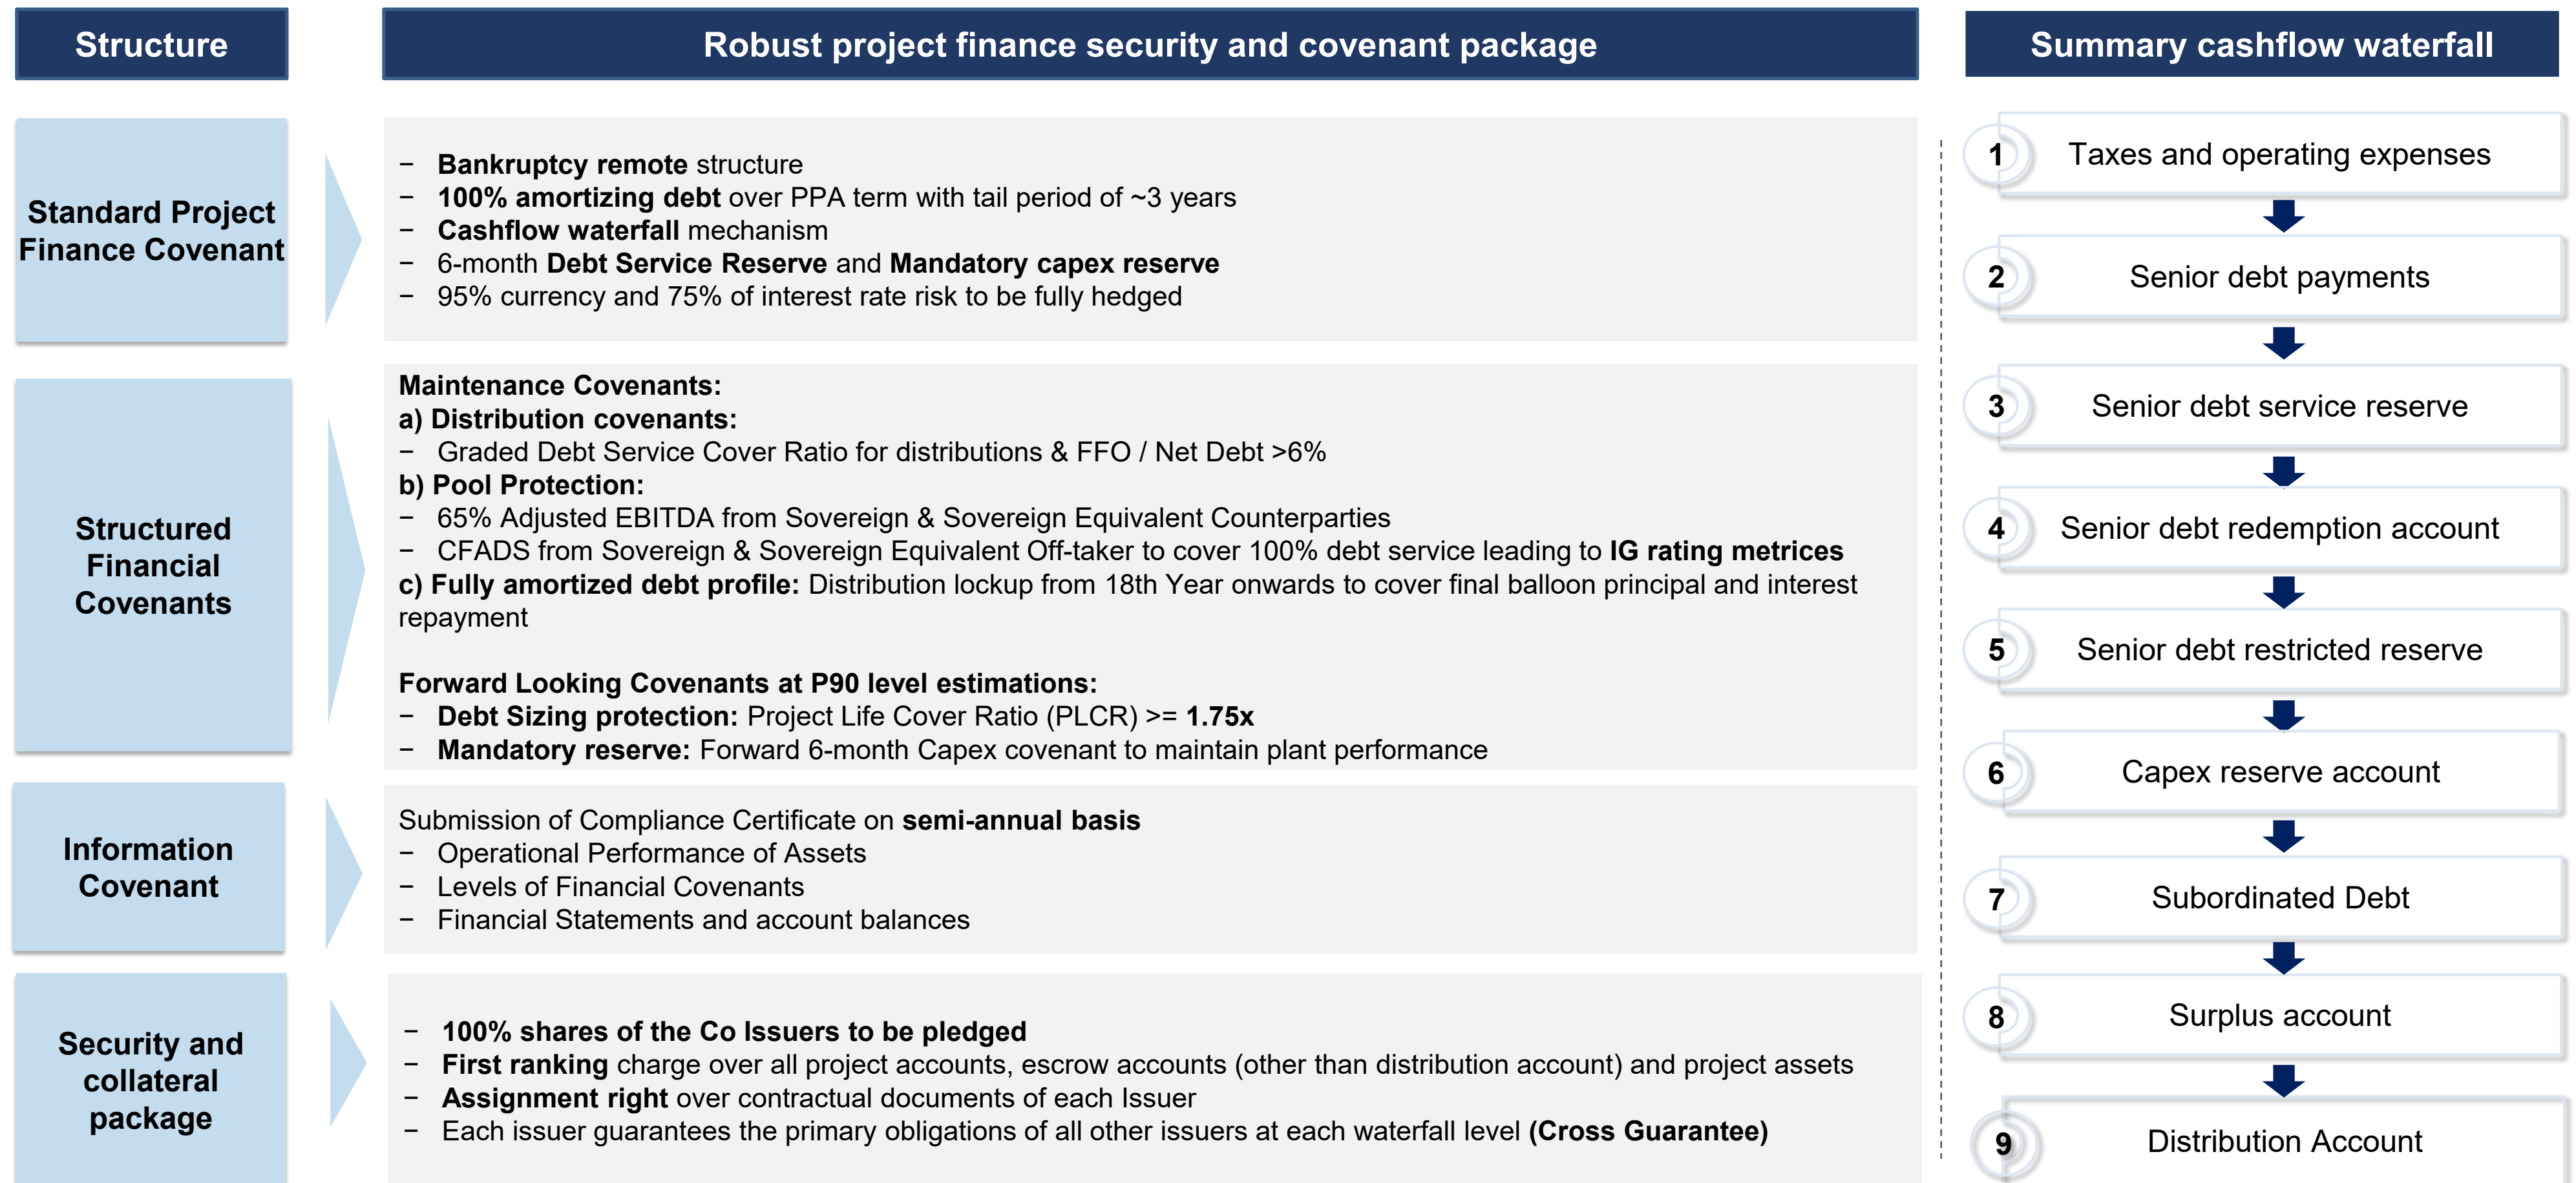 Structure
Robust project finance security and covenant package
Summary cashflow waterfall
Standard Project
Finance Covenant
− Bankruptcy remote structure
− 100% amortizing debt over PPA term with tail period of ~3 years
− Cashflow waterfall mechanism
− 6-month Debt Service Reserve and Mandatory capex reserve
− 95% currency and 75% of interest rate risk to be fully hedged
Structured
Financial
Covenants
Maintenance Covenants:
a) Distribution covenants:
− Graded Debt Service Cover Ratio for distributions & FFO / Net Debt >6%
b) Pool Protection:
− 65% Adjusted EBITDA from Sovereign & Sovereign Equivalent Counterparties
− CFADS from Sovereign & Sovereign Equivalent Off-taker to cover 100% debt service leading to IG rating metrices
c) Fully amortized debt profile: Distribution lockup from 18th Year onwards to cover final balloon principal and interest
repayment
Forward Looking Covenants at P90 level estimations:
− Debt Sizing protection: Project Life Cover Ratio (PLCR) >= 1.75x
− Mandatory reserve: Forward 6-month Capex covenant to maintain plant performance
Information
Covenant
Submission of Compliance Certificate on semi-annual basis
− Operational Performance of Assets
− Levels of Financial Covenants
− Financial Statements and account balances
Security and
collateral
package
− 100% shares of the Co Issuers to be pledged
− First ranking charge over all project accounts, escrow accounts (other than distribution account) and project assets
− Assignment right over contractual documents of each Issuer
− Each issuer guarantees the primary obligations of all other issuers at each waterfall level (Cross Guarantee)
1 Taxes and operating expenses
2 Senior debt payments
3 Senior debt service reserve
4 Senior debt redemption account
5 Senior debt restricted reserve
6 Capex reserve account
7 Subordinated Debt
8 Surplus account
9 Distribution Account